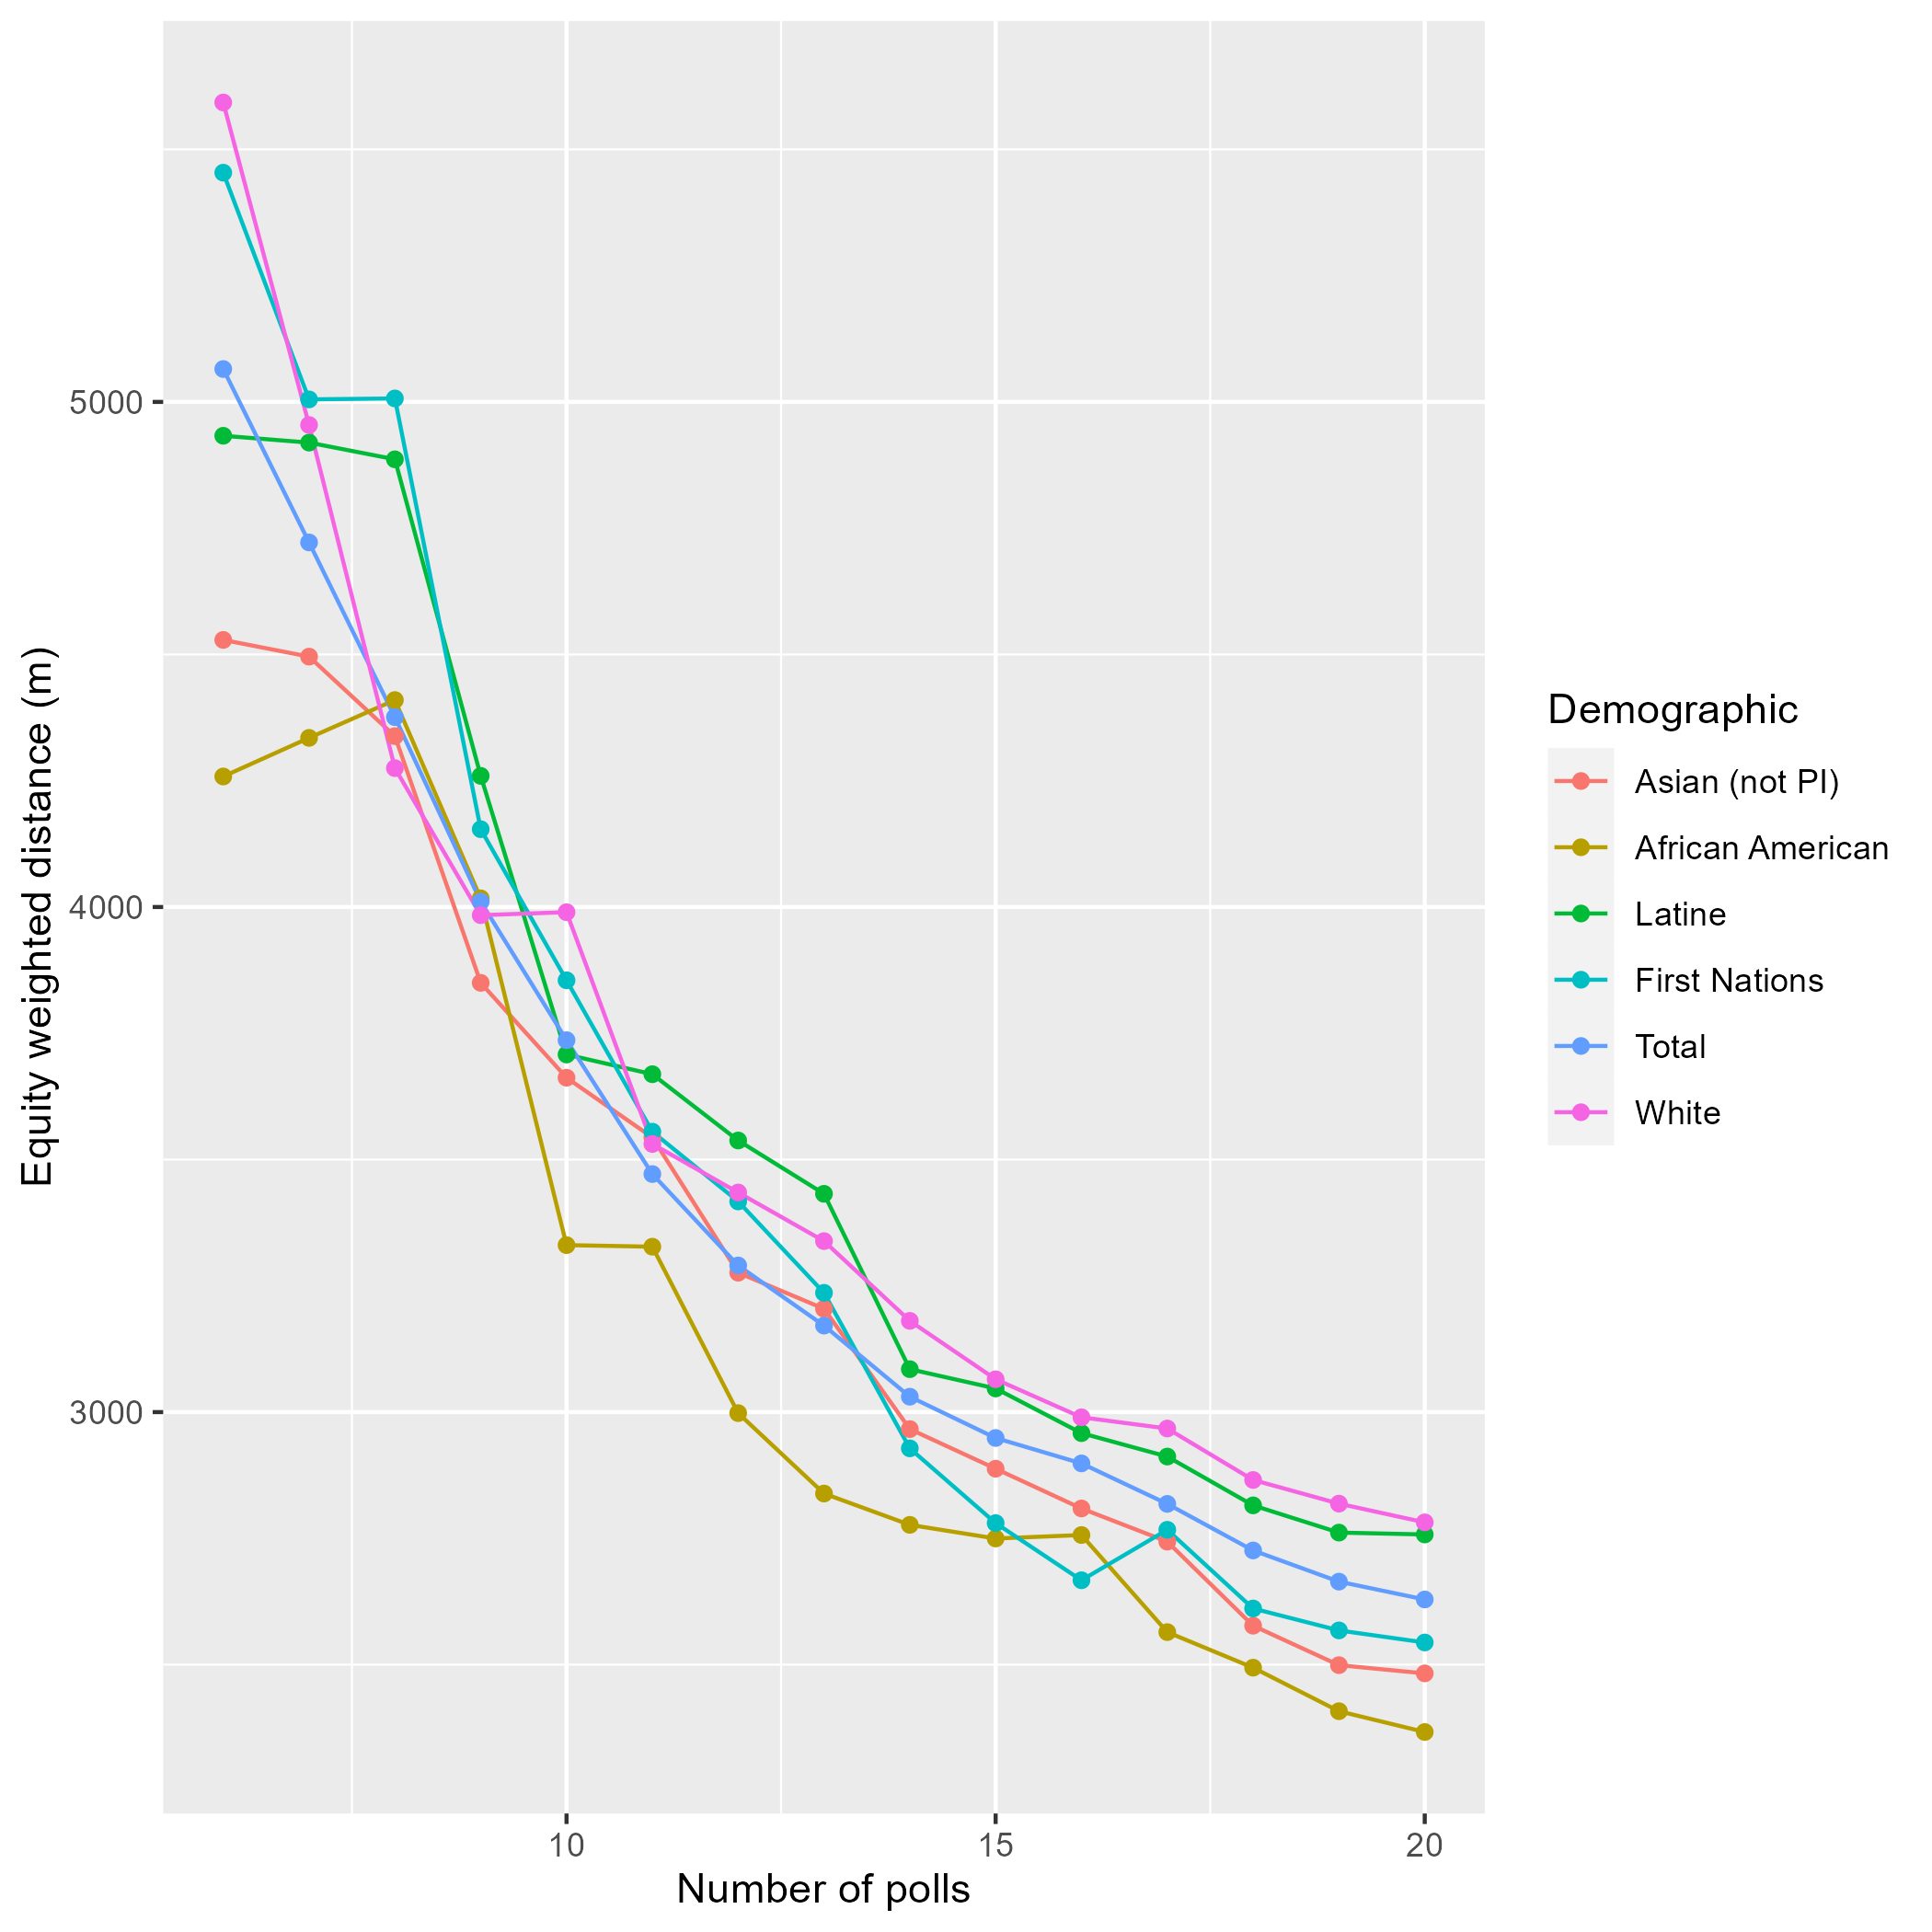 Equity weighted distance (m)
5000
4000
3000
10
15
20
Number of polls
Demographic
Asian (not PI)
African American
Latine
First Nations
Total
White